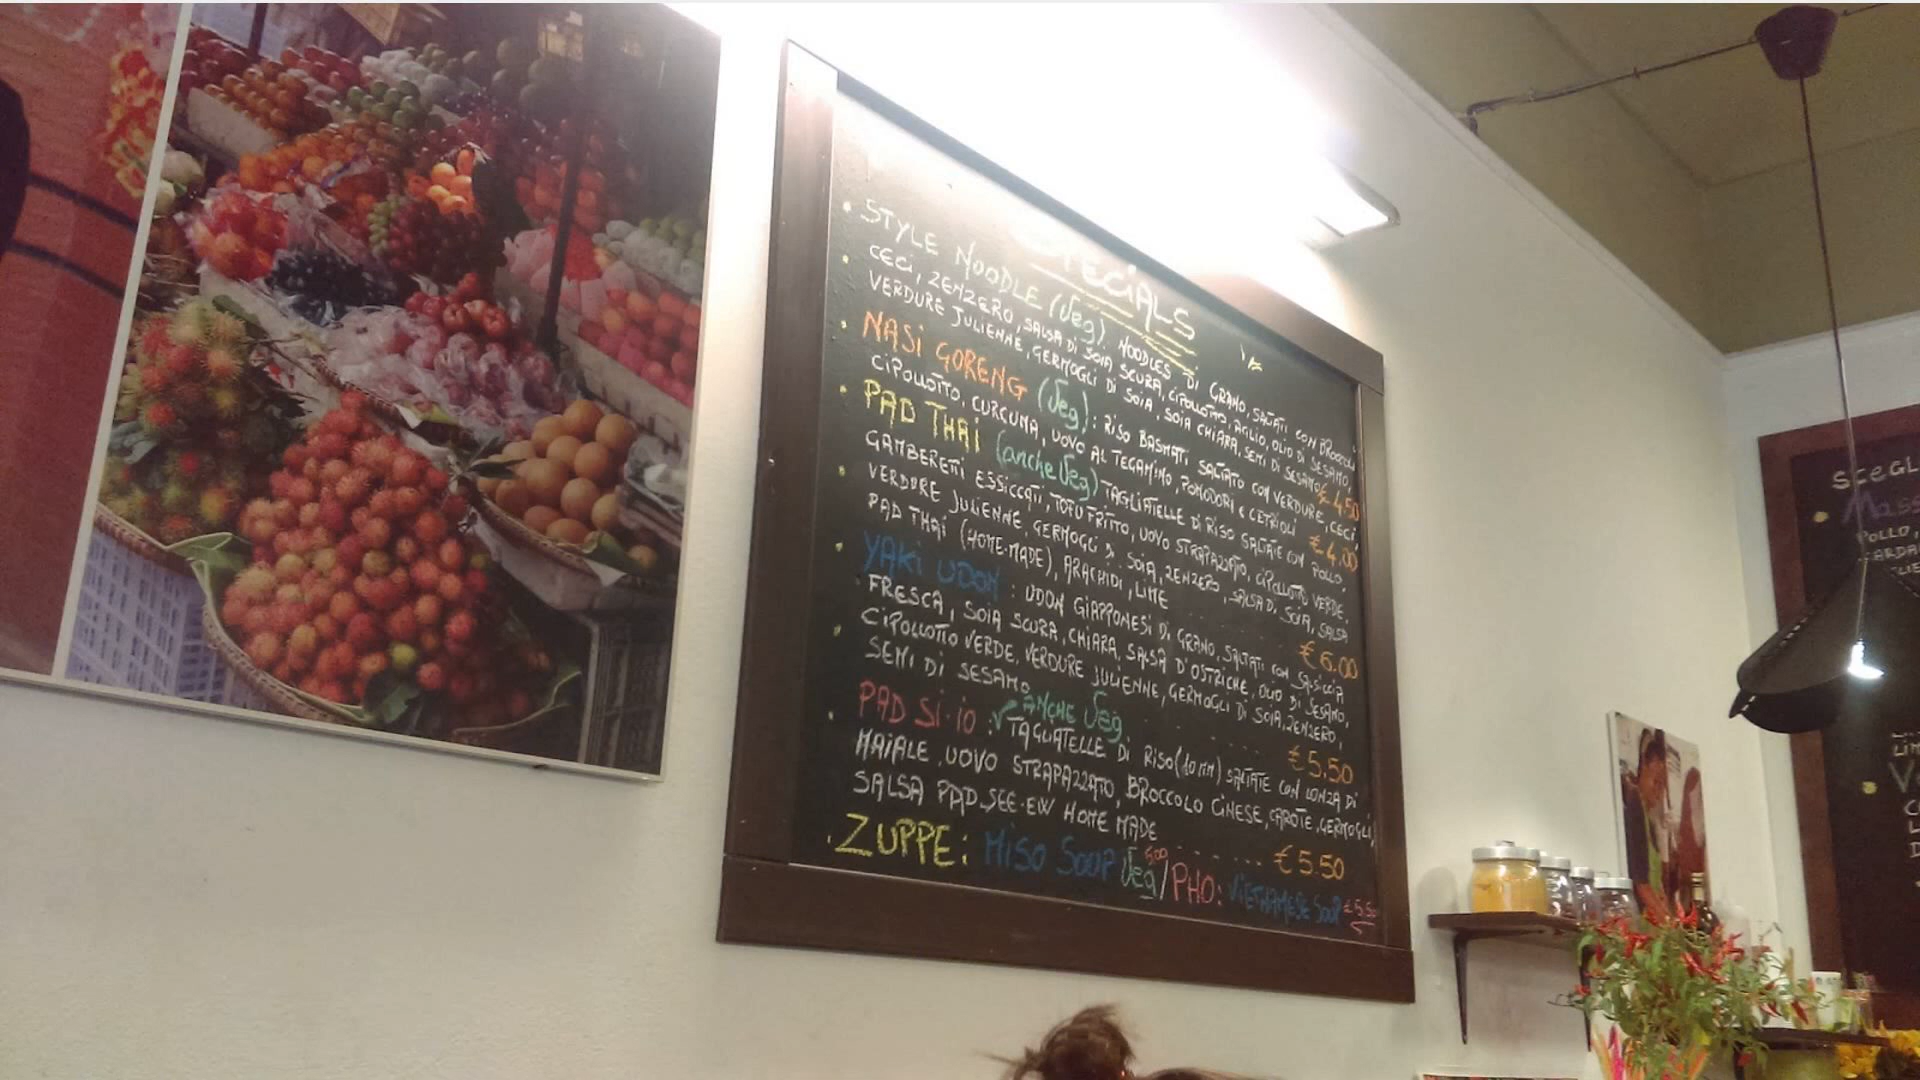 SPECIALS
• STYLE NOODLE (Veg): NOODLES DI GRANO, SALTATI CON BROCCOLI
CECI, ZENZERO, SALSA DI SOIA SCURA, CIPOLLOTTO, AGLIO, OLIO DI SESAMO,
VERDURE JULIENNE, GERMOGLI DI SOIA, SOIA CHIARA, SEMI DI SESAMO €4.50
• NASI GORENG (Veg): RISO BASMATI, SALTATO CON VERDURE, CECI,
CIPOLLOTTO, CURCUMA, UOVO AL TEGAMINO, POMODORI e CETRIOLI €4.00
• PAD THAI (anche Veg) TAGLIATELLE DI RISO SALTATE CON POLLO,
GAMBERETTI ESSICCATI, TOFU FRITTO, UOVO STRAPAZZATO, CIPOLLOTTO VERDE,
VERDURE JULIENNE, GERMOGLI DI SOIA, ZENZERO, SALSA DI SOIA, SALSA
PAD THAI (HOME-MADE), ARACHIDI, LIME €6.00
• YAKI UDON: UDON GIAPPONESI DI GRANO, SALTATI CON SALSICCIA
FRESCA, SOIA SCURA, CHIARA, SALSA D'OSTRICHE, OLIO DI SESAMO,
CIPOLLOTTO VERDE, VERDURE JULIENNE, GERMOGLI DI SOIA, ZENZERO,
SEMI DI SESAMO €5.50
ANCHE Veg.
• PAD SI-IO: TAGLIATELLE DI RISO (10 MM) SALTATE CON LONZA DI
MAIALE, UOVO STRAPAZZATO, BROCCOLO CINESE, CAROTE, GERMOGLI,
SALSA PAD-SEE-EW HOME MADE €5.50
• ZUPPE: MISO SOUP Veg 5,00 / PHO: VIETNAMESE SOUP € 5,50
SCEGL
POLLO,